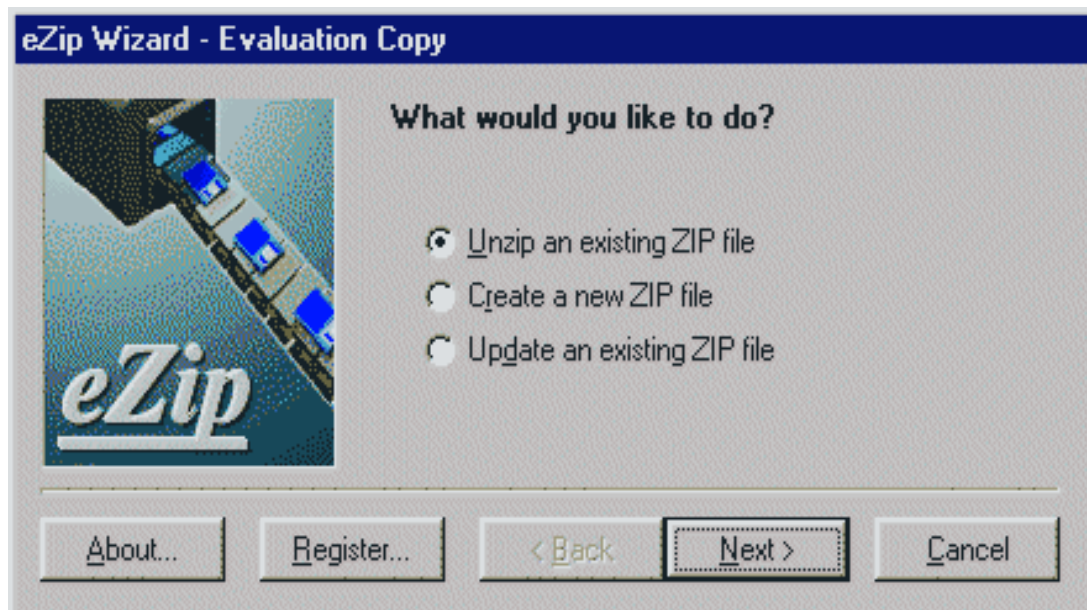 eZip Wizard - Evaluation Copy
What would you like to do?
Unzip an existing ZIP file
Create a new ZIP file
Update an existing ZIP file
eZip
About... Register... < Back Next > Cancel